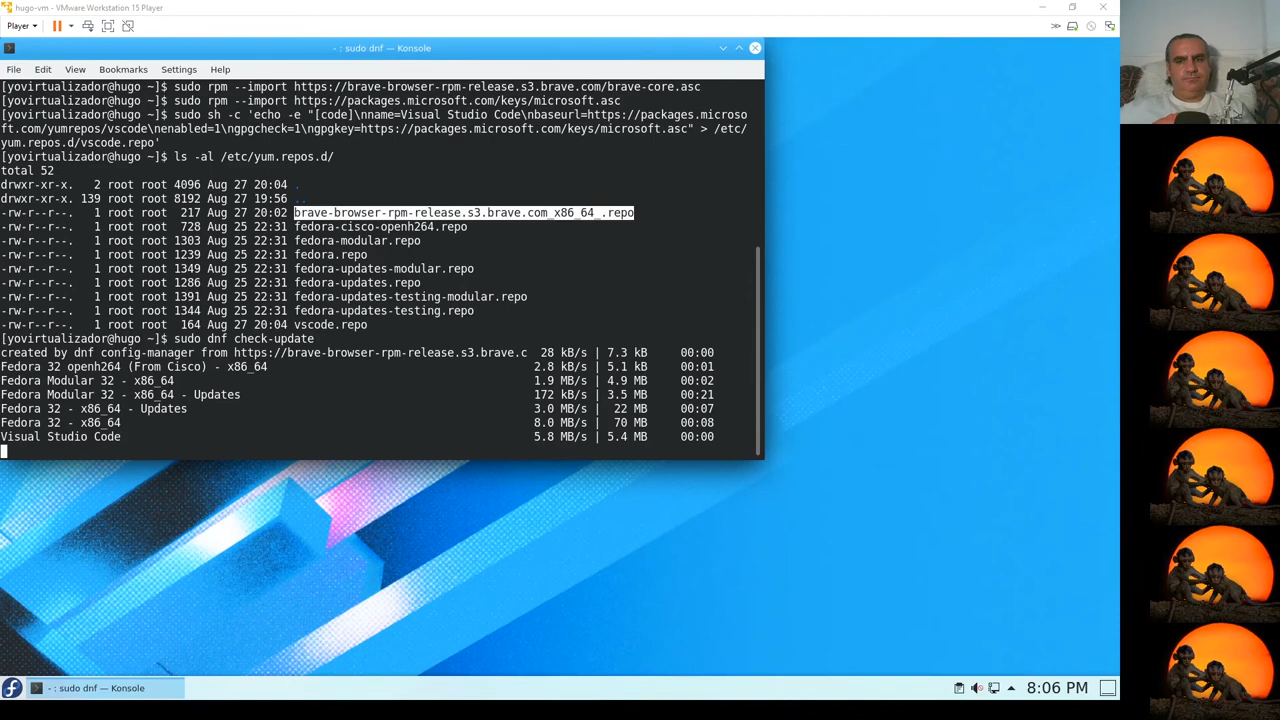 hugo-vm - VMware Workstation 15 Player
Player
- : sudo dnf — Konsole
File Edit View Bookmarks Settings Help
[yovirtualizador@hugo ~]$ sudo rpm --import https://brave-browser-rpm-release.s3.brave.com/brave-core.asc
[yovirtualizador@hugo ~]$ sudo rpm --import https://packages.microsoft.com/keys/microsoft.asc
[yovirtualizador@hugo ~]$ sudo sh -c 'echo -e "[code]\nname=Visual Studio Code\nbaseurl=https://packages.microso
ft.com/yumrepos/vscode\nenabled=1\ngpgcheck=1\ngpgkey=https://packages.microsoft.com/keys/microsoft.asc" > /etc/
yum.repos.d/vscode.repo'
[yovirtualizador@hugo ~]$ ls -al /etc/yum.repos.d/
total 52
drwxr-xr-x. 2 root root 4096 Aug 27 20:04 .
drwxr-xr-x. 139 root root 8192 Aug 27 19:56 ..
-rw-r--r--. 1 root root 217 Aug 27 20:02 brave-browser-rpm-release.s3.brave.com_x86_64_.repo
-rw-r--r--. 1 root root 728 Aug 25 22:31 fedora-cisco-openh264.repo
-rw-r--r--. 1 root root 1303 Aug 25 22:31 fedora-modular.repo
-rw-r--r--. 1 root root 1239 Aug 25 22:31 fedora.repo
-rw-r--r--. 1 root root 1349 Aug 25 22:31 fedora-updates-modular.repo
-rw-r--r--. 1 root root 1286 Aug 25 22:31 fedora-updates.repo
-rw-r--r--. 1 root root 1391 Aug 25 22:31 fedora-updates-testing-modular.repo
-rw-r--r--. 1 root root 1344 Aug 25 22:31 fedora-updates-testing.repo
-rw-r--r--. 1 root root 164 Aug 27 20:04 vscode.repo
[yovirtualizador@hugo ~]$ sudo dnf check-update
created by dnf config-manager from https://brave-browser-rpm-release.s3.brave.c 28 kB/s | 7.3 kB 00:00
Fedora 32 openh264 (From Cisco) - x86_64 2.8 kB/s | 5.1 kB 00:01
Fedora Modular 32 - x86_64 1.9 MB/s | 4.9 MB 00:02
Fedora Modular 32 - x86_64 - Updates 172 kB/s | 3.5 MB 00:21
Fedora 32 - x86_64 - Updates 3.0 MB/s | 22 MB 00:07
Fedora 32 - x86_64 8.0 MB/s | 70 MB 00:08
Visual Studio Code 5.8 MB/s | 5.4 MB 00:00
- : sudo dnf — Konsole
8:06 PM